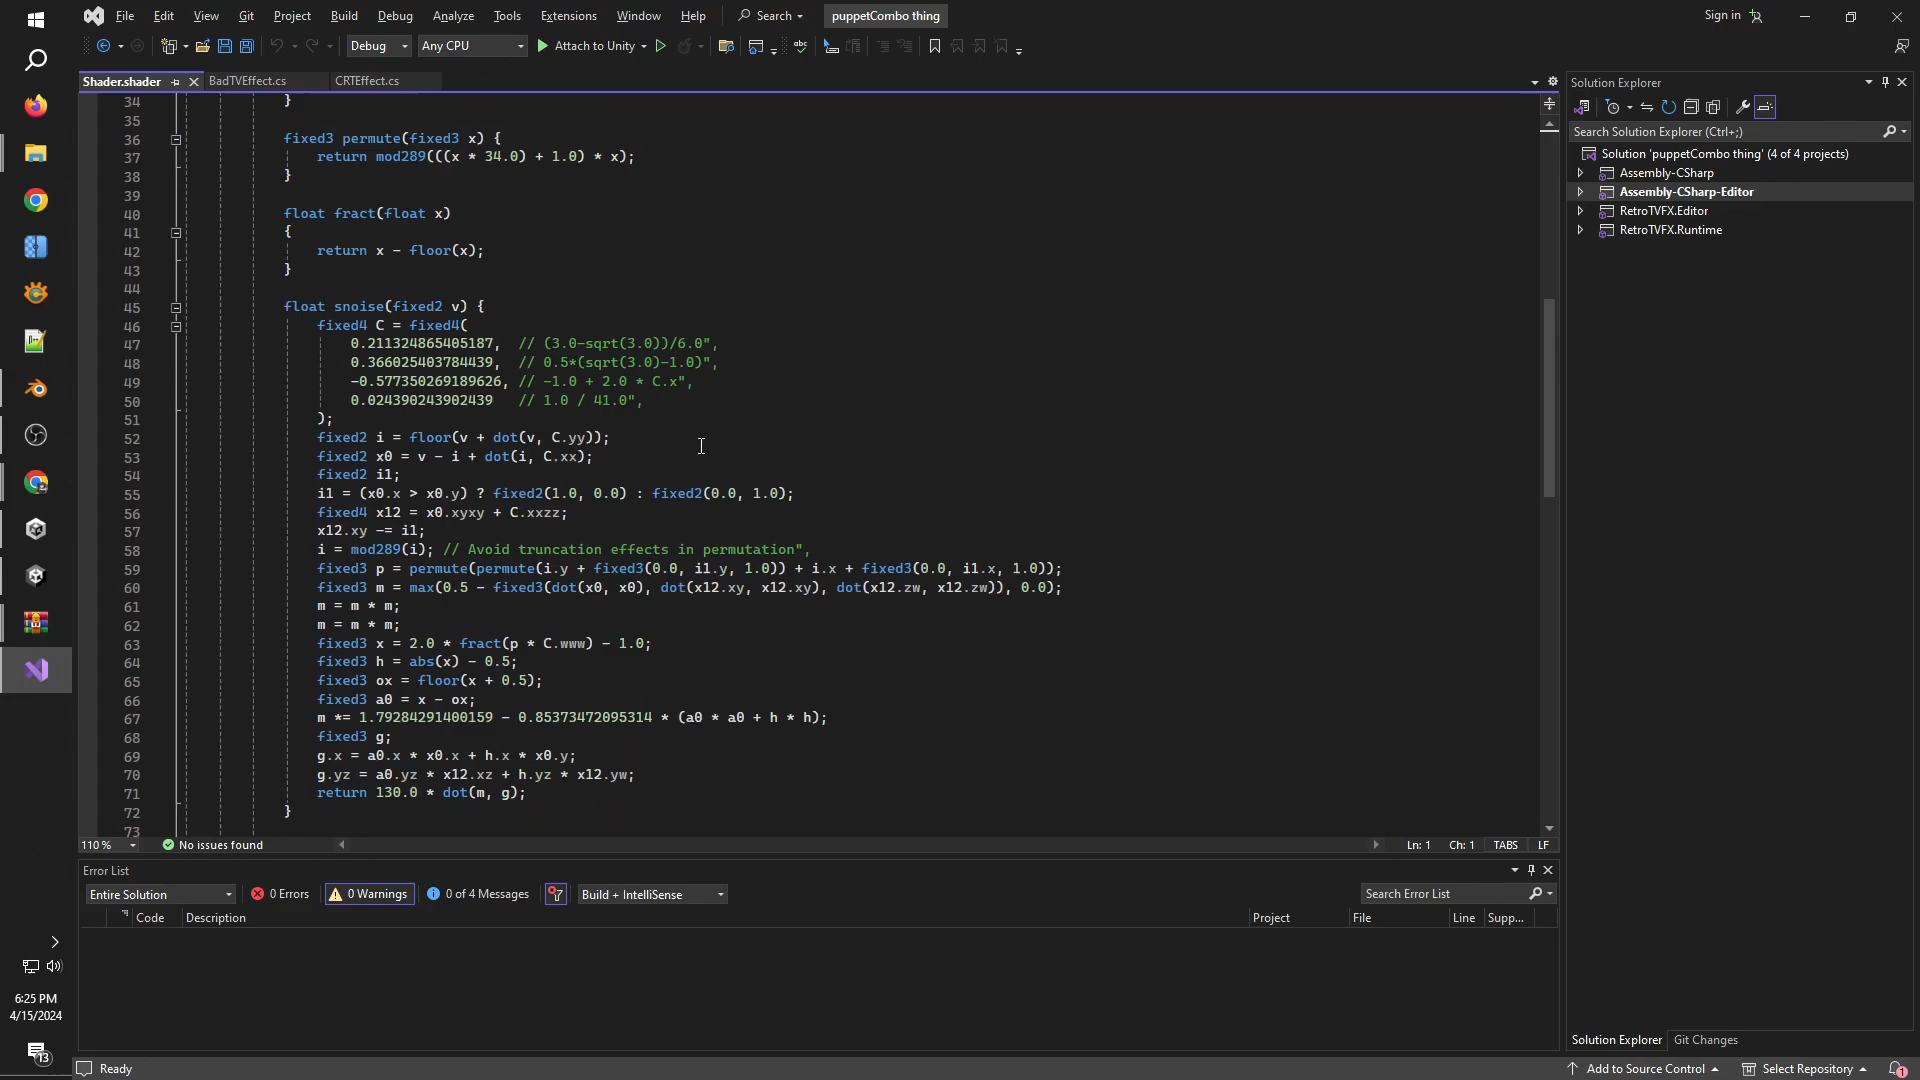 File Edit View Git Project Build Debug Analyze Tools Extensions Window Help Search puppetCombo thing Sign in
Debug Any CPU Attach to Unity
Shader.shader BadTVEffect.cs CRTEffect.cs
34 }
35
36 fixed3 permute(fixed3 x) {
37 return mod289(((x * 34.0) + 1.0) * x);
38 }
39
40 float fract(float x)
41 {
42 return x - floor(x);
43 }
44
45 float snoise(fixed2 v) {
46 fixed4 C = fixed4(
47 0.211324865405187, // (3.0-sqrt(3.0))/6.0",
48 0.366025403784439, // 0.5*(sqrt(3.0)-1.0)",
49 -0.577350269189626, // -1.0 + 2.0 * C.x",
50 0.024390243902439 // 1.0 / 41.0",
51 );
52 fixed2 i = floor(v + dot(v, C.yy));
53 fixed2 x0 = v - i + dot(i, C.xx);
54 fixed2 i1;
55 i1 = (x0.x > x0.y) ? fixed2(1.0, 0.0) : fixed2(0.0, 1.0);
56 fixed4 x12 = x0.xyxy + C.xxzz;
57 x12.xy -= i1;
58 i = mod289(i); // Avoid truncation effects in permutation",
59 fixed3 p = permute(permute(i.y + fixed3(0.0, i1.y, 1.0)) + i.x + fixed3(0.0, i1.x, 1.0));
60 fixed3 m = max(0.5 - fixed3(dot(x0, x0), dot(x12.xy, x12.xy), dot(x12.zw, x12.zw)), 0.0);
61 m = m * m;
62 m = m * m;
63 fixed3 x = 2.0 * fract(p * C.www) - 1.0;
64 fixed3 h = abs(x) - 0.5;
65 fixed3 ox = floor(x + 0.5);
66 fixed3 a0 = x - ox;
67 m *= 1.79284291400159 - 0.85373472095314 * (a0 * a0 + h * h);
68 fixed3 g;
69 g.x = a0.x * x0.x + h.x * x0.y;
70 g.yz = a0.yz * x12.xz + h.yz * x12.yw;
71 return 130.0 * dot(m, g);
72 }
73
110 % No issues found Ln: 1 Ch: 1 TABS LF
Error List
Entire Solution 0 Errors 0 Warnings 0 of 4 Messages Build + IntelliSense Search Error List
Code Description Project File Line Supp...
Solution Explorer
Search Solution Explorer (Ctrl+;)
Solution 'puppetCombo thing' (4 of 4 projects)
Assembly-CSharp
Assembly-CSharp-Editor
RetroTVFX.Editor
RetroTVFX.Runtime
Solution Explorer Git Changes
6:25 PM
4/15/2024
13
Ready Add to Source Control Select Repository 1